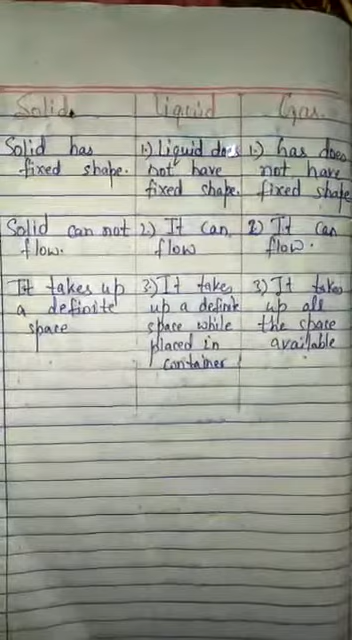 Solid. Liquid Gas.
Solid has
fixed shape.
1.) Liquid does
not have
fixed shape.
1.) has does
not have
fixed shape
Solid can not
flow.
2.) It can
flow
2) It can
flow.
It takes up
a definite
space
3.) It takes
up a definite
space while
placed in
container
3) It takes
up all
the space
available